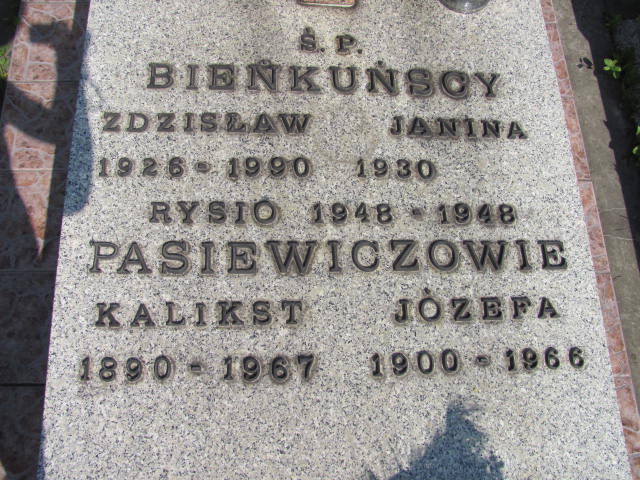 Ś. P.
BIEŃKUŃSCY
ZDZISŁAW JANINA
1926 - 1990 1930
RYSIO 1948 - 1948
PASIEWICZOWIE
KALIKST JÓZEFA
1890 - 1967 1900 - 1966